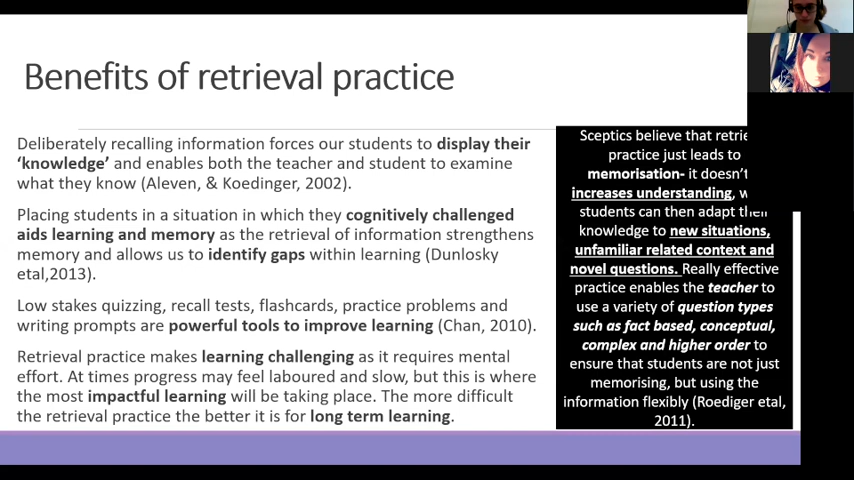 Benefits of retrieval practice
Deliberately recalling information forces our students to display their
‘knowledge’ and enables both the teacher and student to examine
what they know (Aleven, & Koedinger, 2002).
Placing students in a situation in which they cognitively challenged
aids learning and memory as the retrieval of information strengthens
memory and allows us to identify gaps within learning (Dunlosky
etal,2013).
Low stakes quizzing, recall tests, flashcards, practice problems and
writing prompts are powerful tools to improve learning (Chan, 2010).
Retrieval practice makes learning challenging as it requires mental
effort. At times progress may feel laboured and slow, but this is where
the most impactful learning will be taking place. The more difficult
the retrieval practice the better it is for long term learning.
Sceptics believe that
practice just leads to
memorisation- it doesn’t
increases understanding,
students can then adapt their
knowledge to new situations,
unfamiliar related context and
novel questions. Really effective
practice enables the teacher to
use a variety of question types
such as fact based, conceptual,
complex and higher order to
ensure that students are not just
memorising, but using the
information flexibly (Roediger etal,
2011).